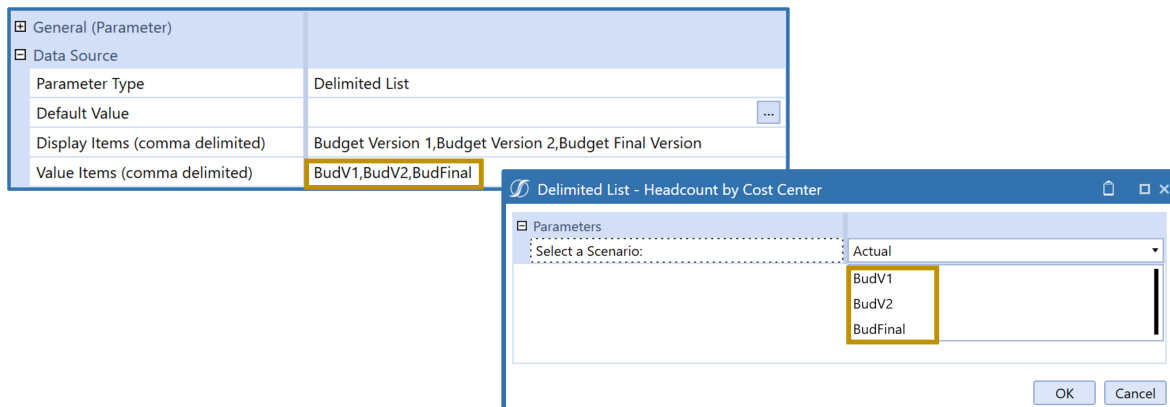 General (Parameter)
Data Source
Parameter Type Delimited List
Default Value ...
Display Items (comma delimited) Budget Version 1,Budget Version 2,Budget Final Version
Value Items (comma delimited) BudV1,BudV2,BudFinal
Delimited List - Headcount by Cost Center
Parameters
Select a Scenario: Actual
BudV1
BudV2
BudFinal
OK Cancel